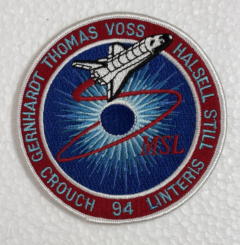 GERNHARDT THOMAS VOSS HALSELL STILL
CROUCH 94 LINTERIS
MSL